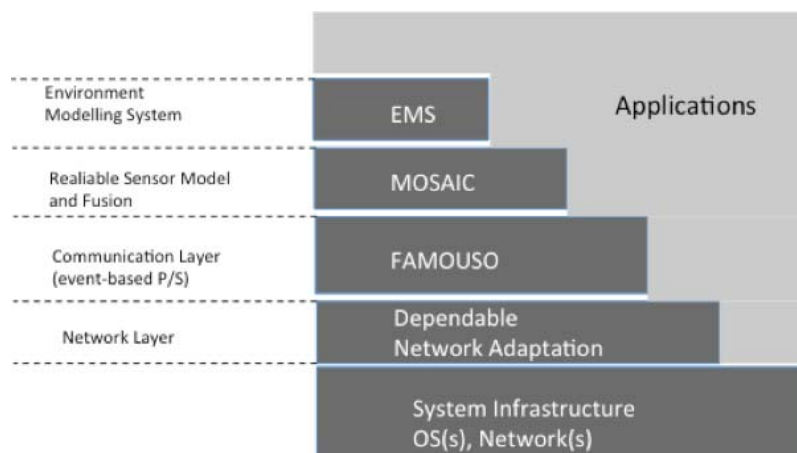 Environment
Modelling System
EMS
Applications
Realiable Sensor Model
and Fusion
MOSAIC
Communication Layer
(event-based P/S)
FAMOUSO
Network Layer
Dependable
Network Adaptation
System Infrastructure
OS(s), Network(s)